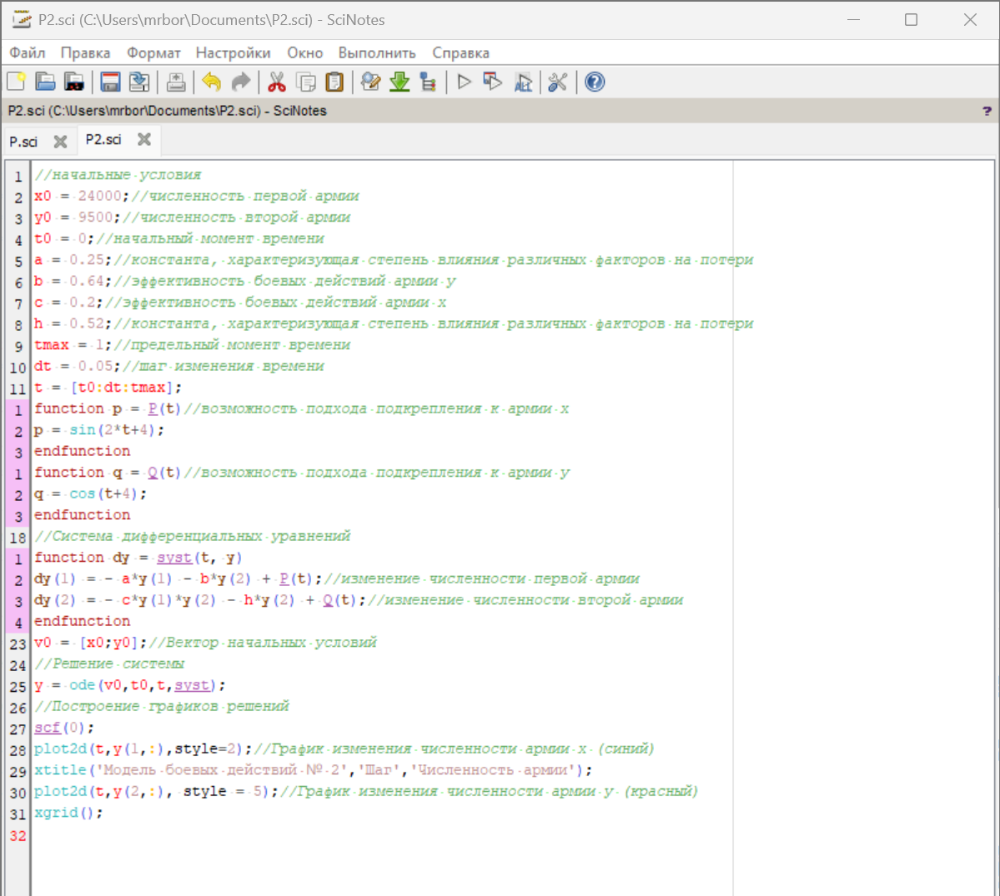 P2.sci (C:\Users\mrbor\Documents\P2.sci) - SciNotes
Файл Правка Формат Настройки Окно Выполнить Справка
P2.sci (C:\Users\mrbor\Documents\P2.sci) - SciNotes ?
P.sci P2.sci
1 //начальные условия
2 x0 = 24000;//численность первой армии
3 y0 = 9500;//численность второй армии
4 t0 = 0;//начальный момент времени
5 a = 0.25;//константа, характеризующая степень влияния различных факторов на потери
6 b = 0.64;//эффективность боевых действий армии у
7 c = 0.2;//эффективность боевых действий армии х
8 h = 0.52;//константа, характеризующая степень влияния различных факторов на потери
9 tmax = 1;//предельный момент времени
10 dt = 0.05;//шаг изменения времени
11 t = [t0:dt:tmax];
1 function p = P(t)//возможность подхода подкрепления к армии х
2 p = sin(2*t+4);
3 endfunction
1 function q = Q(t)//возможность подхода подкрепления к армии у
2 q = cos(t+4);
3 endfunction
18 //Система дифференциальных уравнений
1 function dy = syst(t, y)
2 dy(1) = - a*y(1) - b*y(2) + P(t);//изменение численности первой армии
3 dy(2) = - c*y(1)*y(2) - h*y(2) + Q(t);//изменение численности второй армии
4 endfunction
23 v0 = [x0;y0];//Вектор начальных условий
24 //Решение системы
25 y = ode(v0,t0,t,syst);
26 //Построение графиков решений
27 scf(0);
28 plot2d(t,y(1,:),style=2);//График изменения численности армии х (синий)
29 xtitle('Модель боевых действий № 2','Шаг','Численность армии');
30 plot2d(t,y(2,:), style = 5);//График изменения численности армии у (красный)
31 xgrid();
32